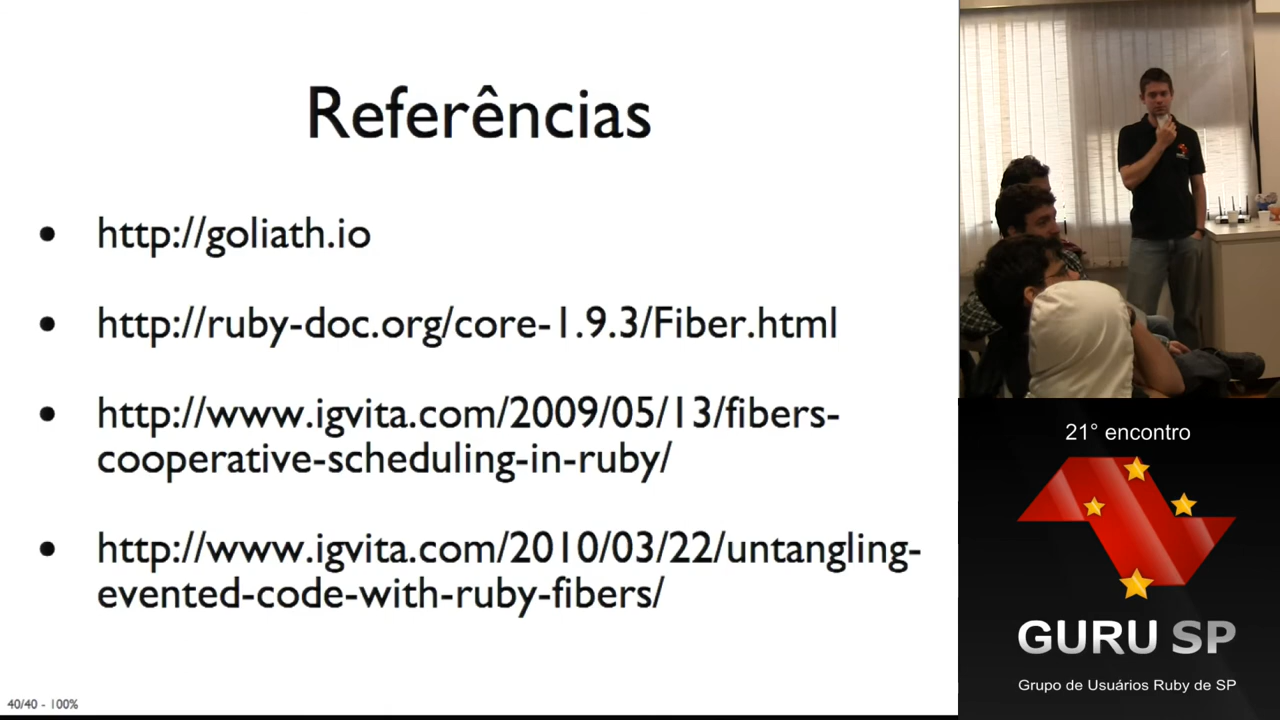 Referências
• http://goliath.io
• http://ruby-doc.org/core-1.9.3/Fiber.html
• http://www.igvita.com/2009/05/13/fibers-
cooperative-scheduling-in-ruby/
• http://www.igvita.com/2010/03/22/untangling-
evented-code-with-ruby-fibers/
40/40 - 100%
21° encontro
GURU SP
Grupo de Usuários Ruby de SP